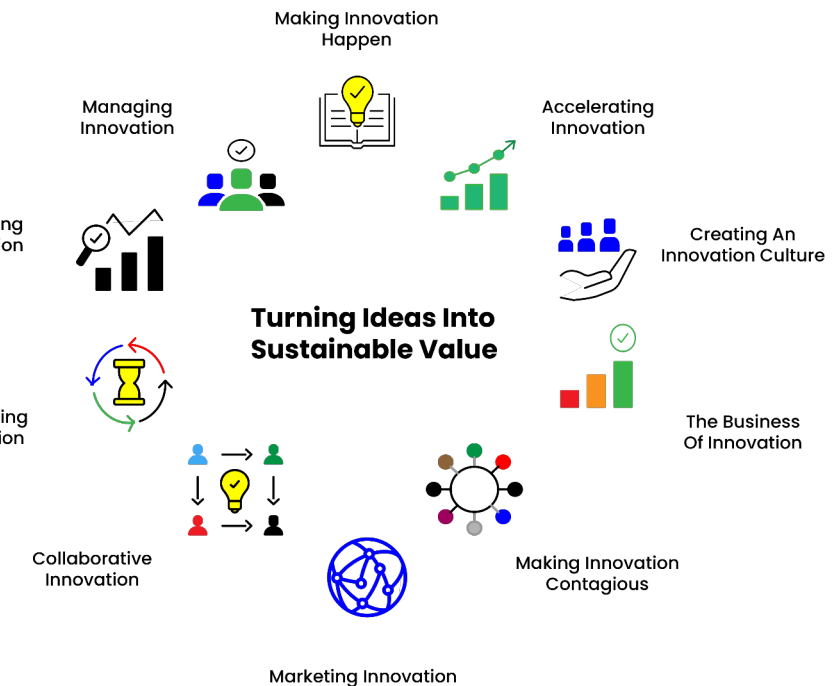 Making Innovation
Happen
Managing
Innovation
Accelerating
Innovation
ng
on
Creating An
Innovation Culture
Turning Ideas Into
Sustainable Value
ing
ion
The Business
Of Innovation
Collaborative
Innovation
Making Innovation
Contagious
Marketing Innovation